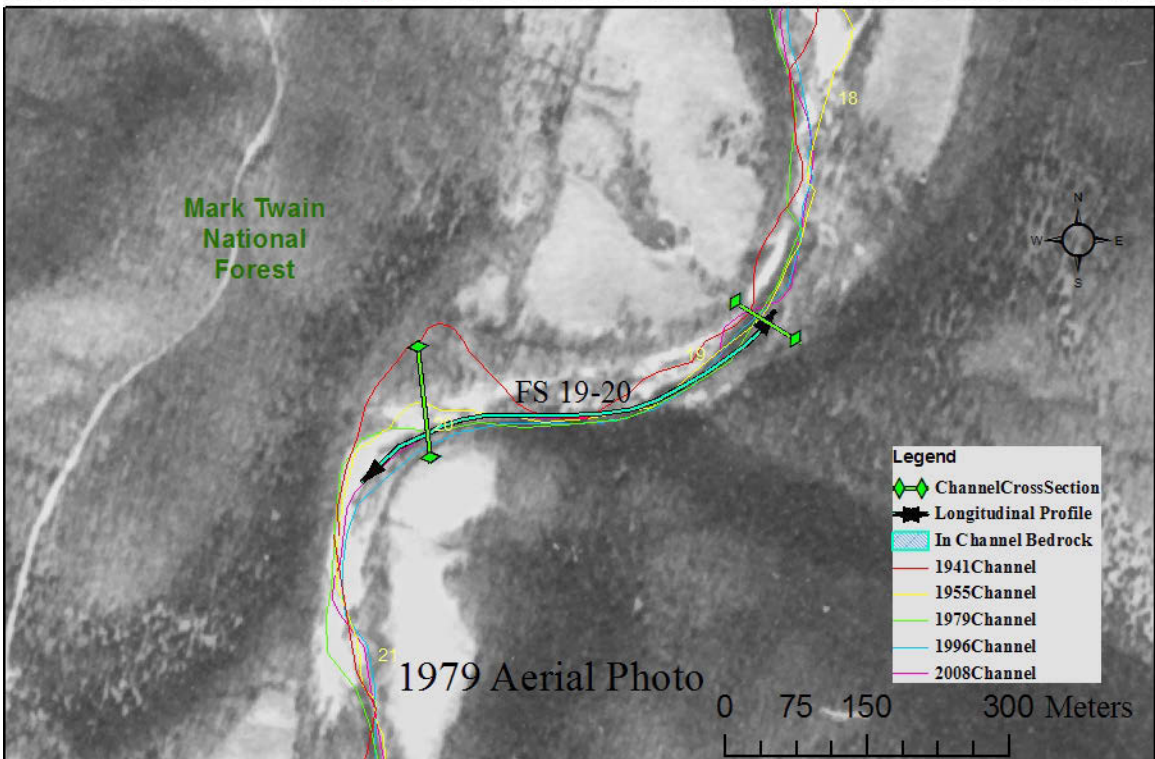 18
Mark Twain
National
Forest
N
W E
S
19
FS 19-20
20
Legend
ChannelCrossSection
Longitudinal Profile
In Channel Bedrock
1941Channel
1955Channel
1979Channel
1996Channel
2008Channel
21
1979 Aerial Photo
0 75 150 300 Meters